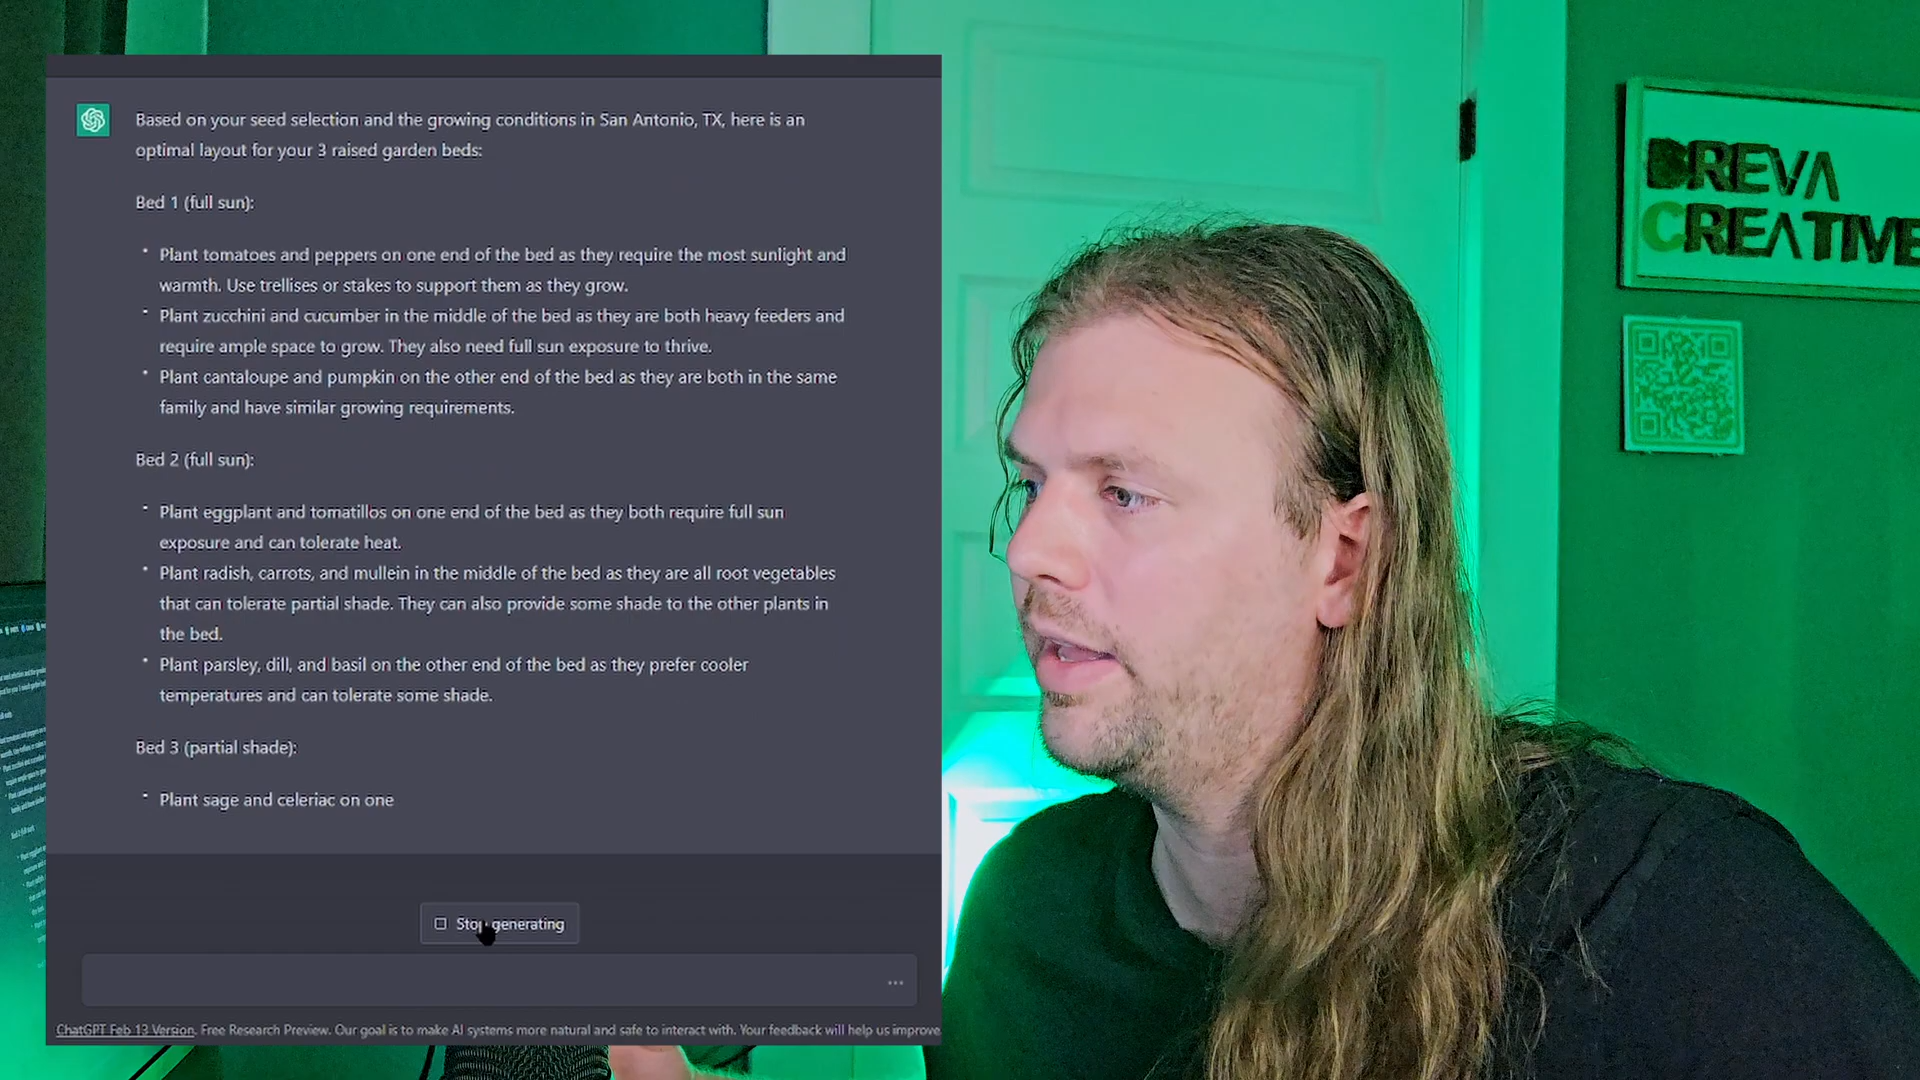 Based on your seed selection and the growing conditions in San Antonio, TX, here is an
optimal layout for your 3 raised garden beds:
Bed 1 (full sun):
• Plant tomatoes and peppers on one end of the bed as they require the most sunlight and
warmth. Use trellises or stakes to support them as they grow.
• Plant zucchini and cucumber in the middle of the bed as they are both heavy feeders and
require ample space to grow. They also need full sun exposure to thrive.
• Plant cantaloupe and pumpkin on the other end of the bed as they are both in the same
family and have similar growing requirements.
Bed 2 (full sun):
• Plant eggplant and tomatillos on one end of the bed as they both require full sun
exposure and can tolerate heat.
• Plant radish, carrots, and mullein in the middle of the bed as they are all root vegetables
that can tolerate partial shade. They can also provide some shade to the other plants in
the bed.
• Plant parsley, dill, and basil on the other end of the bed as they prefer cooler
temperatures and can tolerate some shade.
Bed 3 (partial shade):
• Plant sage and celeriac on one
Stop generating
ChatGPT Feb 13 Version. Free Research Preview. Our goal is to make AI systems more natural and safe to interact with. Your feedback will help us improve.
DREVA
CREATIVE